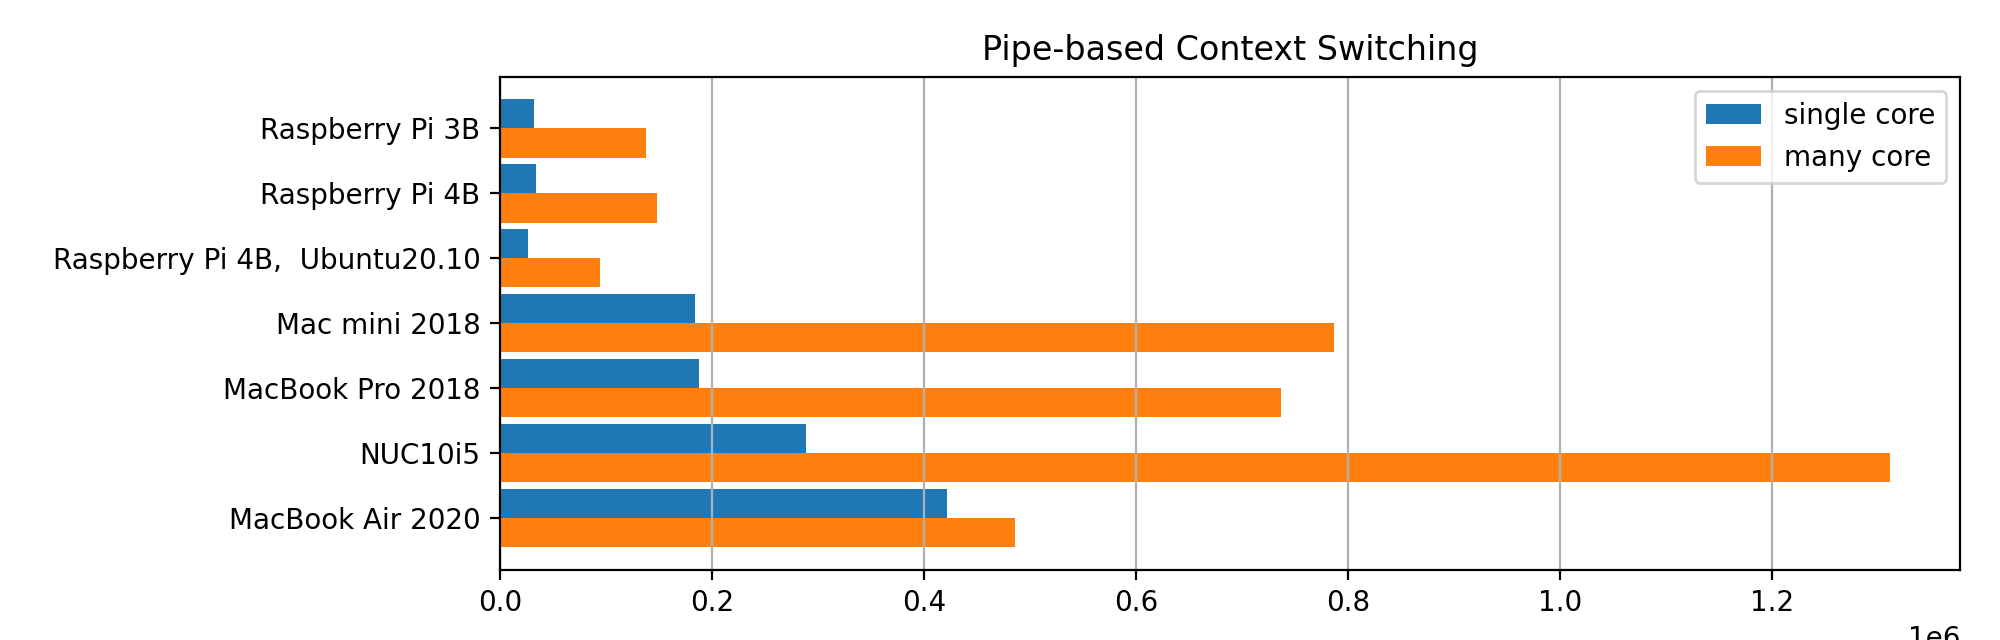 Pipe-based Context Switching
single core
many core
Raspberry Pi 3B
Raspberry Pi 4B
Raspberry Pi 4B,  Ubuntu20.10
Mac mini 2018
MacBook Pro 2018
NUC10i5
MacBook Air 2020
0.0 0.2 0.4 0.6 0.8 1.0 1.2
1e6